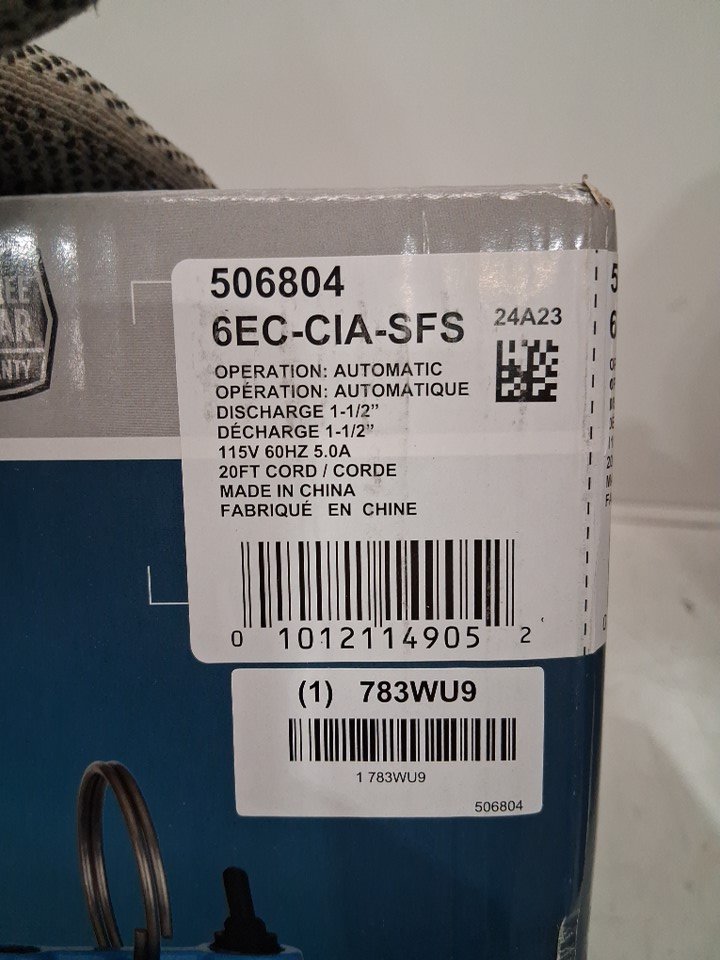 506804
6EC-CIA-SFS 24A23
OPERATION: AUTOMATIC
OPÉRATION: AUTOMATIQUE
DISCHARGE 1-1/2”
DÉCHARGE 1-1/2”
115V 60HZ 5.0A
20FT CORD / CORDE
MADE IN CHINA
FABRIQUÉ EN CHINE
0 1012114905 2
(1) 783WU9
1 783WU9
506804